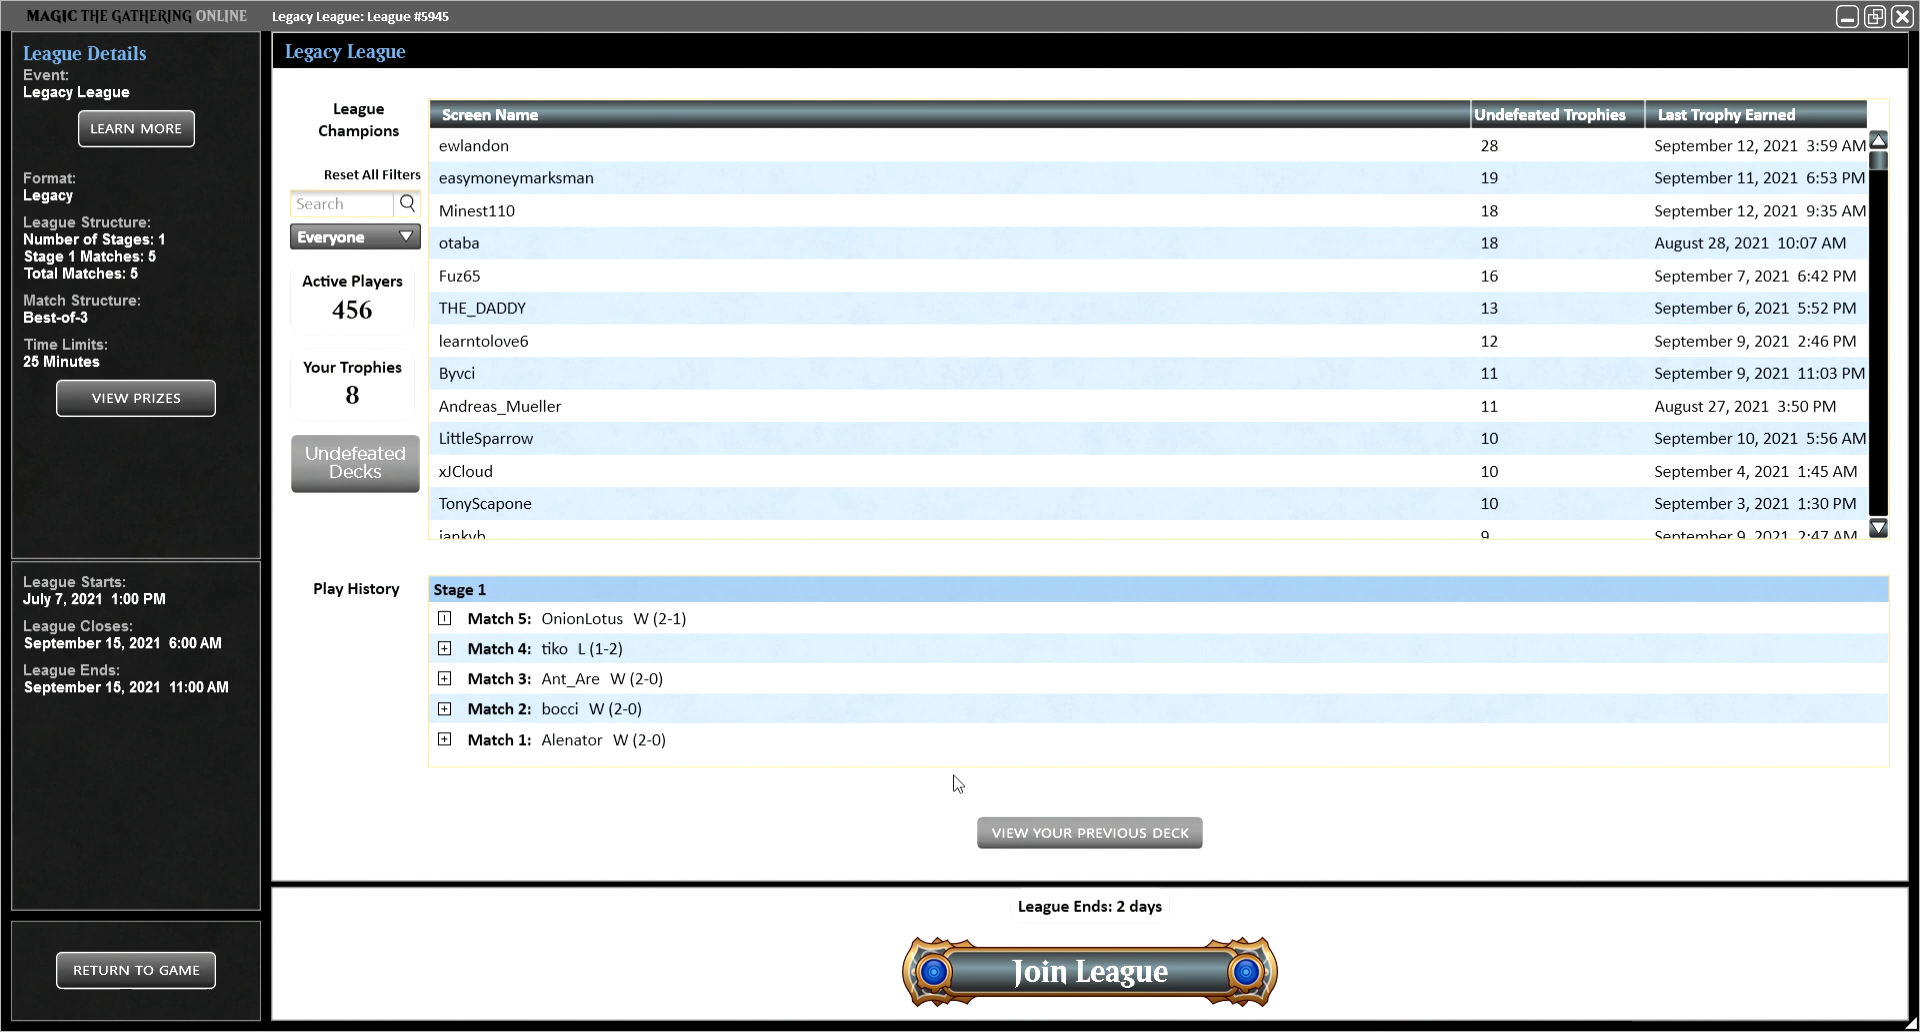 MAGIC THE GATHERING ONLINE
Legacy League: League #5945
League Details
Event:
Legacy League
LEARN MORE
Format:
Legacy
League Structure:
Number of Stages: 1
Stage 1 Matches: 5
Total Matches: 5
Match Structure:
Best-of-3
Time Limits:
25 Minutes
VIEW PRIZES
League Starts:
July 7, 2021 1:00 PM
League Closes:
September 15, 2021 6:00 AM
League Ends:
September 15, 2021 11:00 AM
RETURN TO GAME
Legacy League
League
Champions
Reset All Filters
Search
Everyone
Active Players
456
Your Trophies
8
Undefeated
Decks
Screen Name Undefeated Trophies Last Trophy Earned
ewlandon 28 September 12, 2021 3:59 AM
easymoneymarksman 19 September 11, 2021 6:53 PM
Minest110 18 September 12, 2021 9:35 AM
otaba 18 August 28, 2021 10:07 AM
Fuz65 16 September 7, 2021 6:42 PM
THE_DADDY 13 September 6, 2021 5:52 PM
learntolove6 12 September 9, 2021 2:46 PM
Byvci 11 September 9, 2021 11:03 PM
Andreas_Mueller 11 August 27, 2021 3:50 PM
LittleSparrow 10 September 10, 2021 5:56 AM
xJCloud 10 September 4, 2021 1:45 AM
TonyScapone 10 September 3, 2021 1:30 PM
9 September 9, 2021 2:47 AM
Play History
Stage 1
Match 5: OnionLotus W (2-1)
Match 4: tiko L (1-2)
Match 3: Ant_Are W (2-0)
Match 2: bocci W (2-0)
Match 1: Alenator W (2-0)
VIEW YOUR PREVIOUS DECK
League Ends: 2 days
Join League